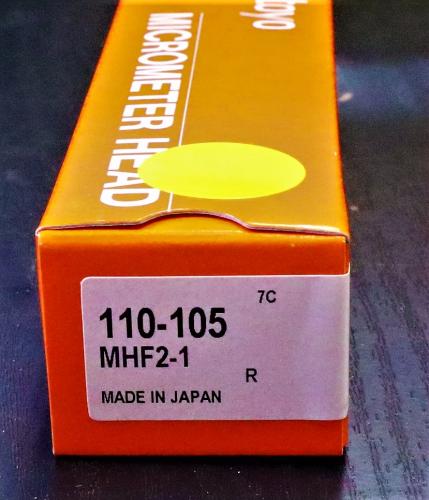 MICROMETER HEAD
7C
110-105
MHF2-1
R
MADE IN JAPAN